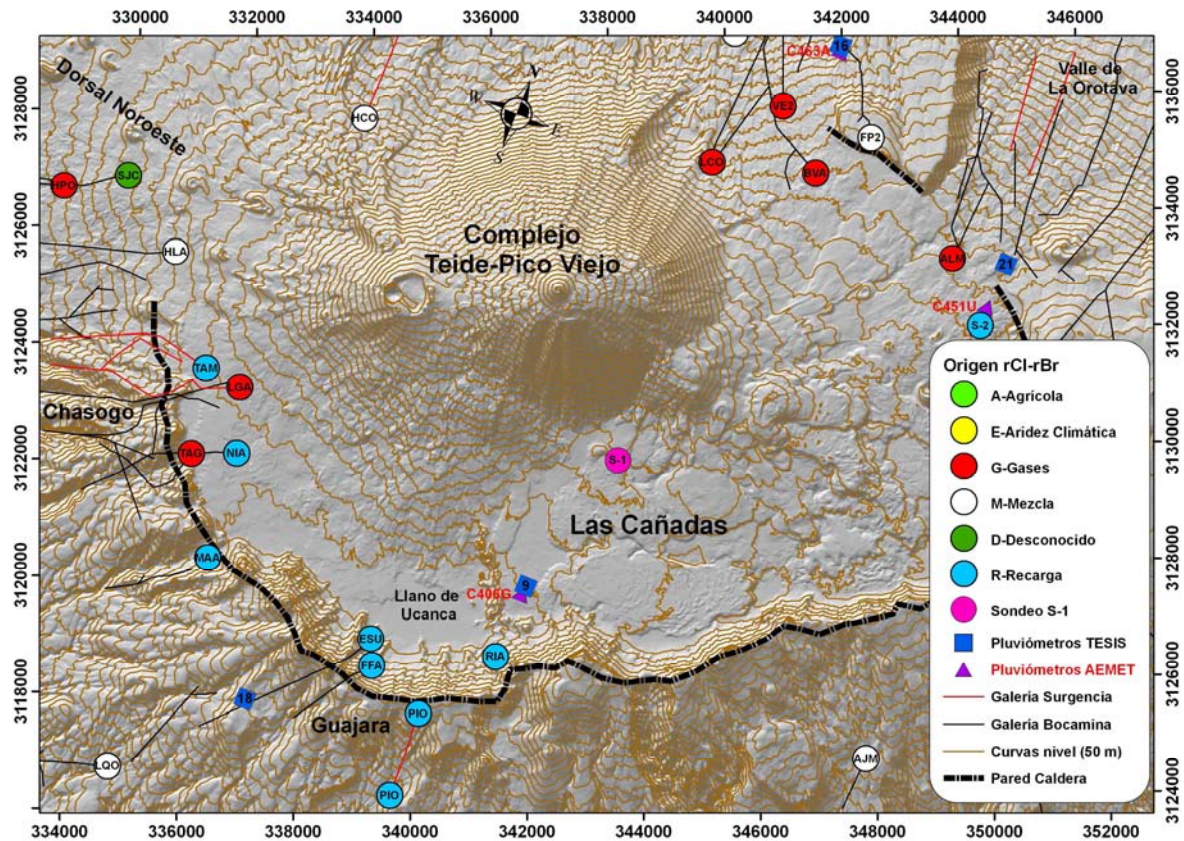 330000 332000 334000 336000 338000 340000 342000 344000 346000
3128000
3126000
3124000
3122000
3120000
3118000
3136000
3134000
3132000
3130000
3128000
3126000
3124000
334000 336000 338000 340000 342000 344000 346000 348000 350000 352000
C463A
16
Dorsal Noroeste
Valle de
La Orotava
N
W
E
S
HCO
VE2
FP2
LCO
BVA
SJC
HPO
HLA
Complejo
Teide-Pico Viejo
ALM
21
C451U
S-2
TAM
LGA
Chasogo
TAG
NIA
S-1
Las Cañadas
MAA
9
C406G
Llano de
Ucanca
ESU
FFA
RIA
18
PIO
Guajara
LQO
PIO
AJM
Origen rCl-rBr
A-Agrícola
E-Aridez Climática
G-Gases
M-Mezcla
D-Desconocido
R-Recarga
Sondeo S-1
Pluviómetros TESIS
Pluviómetros AEMET
Galería Surgencia
Galería Bocamina
Curvas nivel (50 m)
Pared Caldera